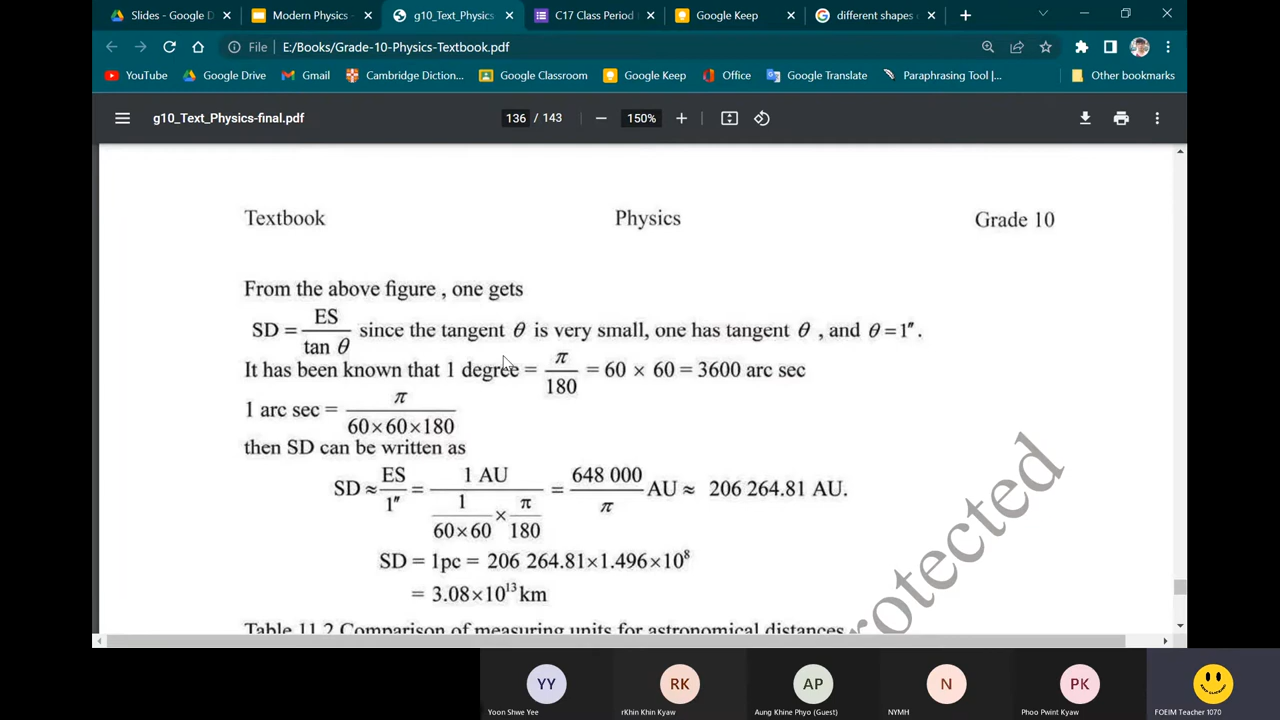 Slides - Google D
Modern Physics -
g10_Text_Physics
C17 Class Period
Google Keep
different shapes
File E:/Books/Grade-10-Physics-Textbook.pdf
YouTube Google Drive Gmail Cambridge Diction... Google Classroom Google Keep Office Google Translate Paraphrasing Tool |... Other bookmarks
g10_Text_Physics-final.pdf 136 / 143 150%
Textbook Physics Grade 10
From the above figure , one gets
SD = ES / tan θ since the tangent θ is very small, one has tangent θ , and θ = 1″.
It has been known that 1 degree = π / 180 = 60 × 60 = 3600 arc sec
1 arc sec = π / 60×60×180
then SD can be written as
SD ≈ ES / 1″ = 1 AU / (1 / 60×60 × π / 180) = 648 000 / π AU ≈ 206 264.81 AU.
SD = 1pc = 206 264.81×1.496×10⁸
= 3.08×10¹³ km
Table 11.2 Comparison of measuring units for astronomical distances
otected
YY RK AP N PK
Yoon Shwe Yee rKhin Khin Kyaw Aung Khine Phyo (Guest) NYMH Phoo Pwint Kyaw FOEIM Teacher 1070